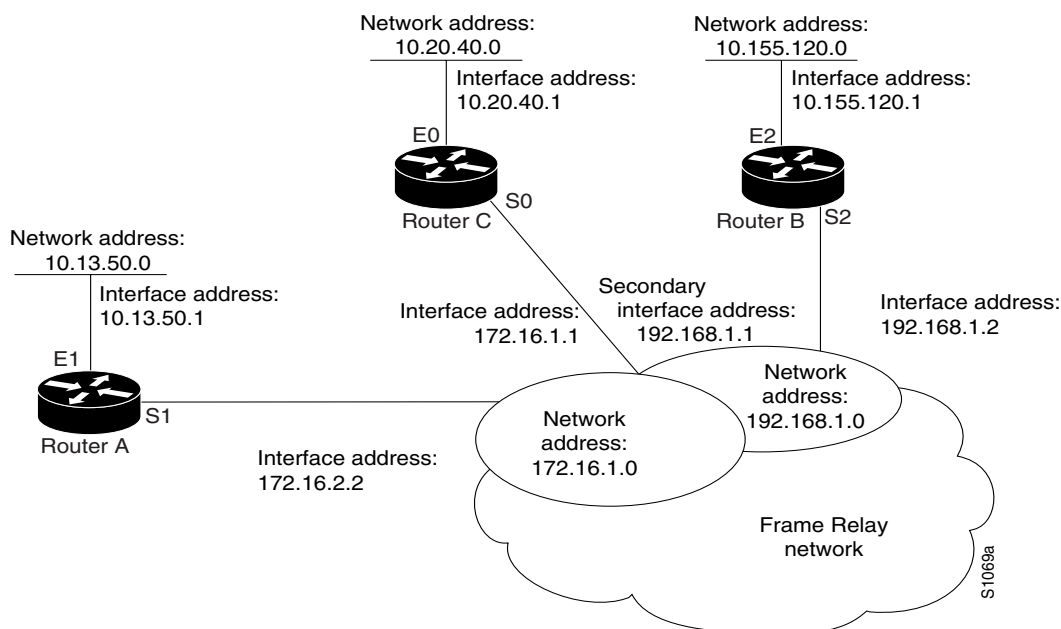 Network address:
10.20.40.0
Interface address:
10.20.40.1
E0
Router C
S0
Network address:
10.155.120.0
Interface address:
10.155.120.1
E2
Router B
S2
Network address:
10.13.50.0
Interface address:
10.13.50.1
E1
Router A
S1
Interface address:
172.16.1.1
Secondary
interface address:
192.168.1.1
Interface address:
192.168.1.2
Network
address:
192.168.1.0
Network
address:
172.16.1.0
Interface address:
172.16.2.2
Frame Relay
network
S1069a